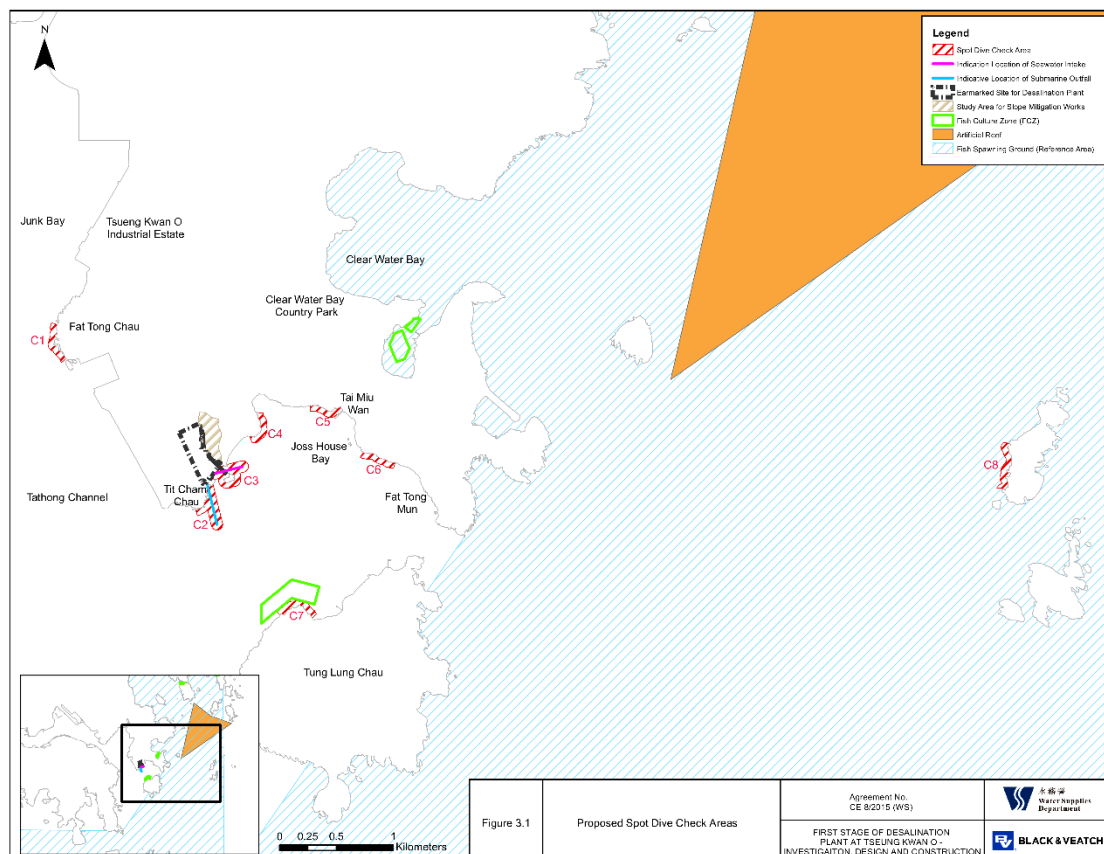 N
Legend
Spot Dive Check Area
Indication Location of Seawater Intake
Indicative Location of Submarine Outfall
Earmarked Site for Desalination Plant
Study Area for Slope Mitigation Works
Fish Culture Zone (FCZ)
Artificial Reef
Fish Spawning Ground (Reference Area)
Junk Bay
Tsueng Kwan O
Industrial Estate
Clear Water Bay
Clear Water Bay
Country Park
Fat Tong Chau
C1
Tai Miu
Wan
C5
C4
Joss House
Bay
C6
C3
C8
Tit Cham
Chau
Tathong Channel
Fat Tong
Mun
C2
C7
Tung Lung Chau
0 0.25 0.5 1
Kilometers
Figure 3.1
Proposed Spot Dive Check Areas
Agreement No.
CE 8/2015 (WS)
FIRST STAGE OF DESALINATION
PLANT AT TSEUNG KWAN O -
INVESTIGAITON, DESIGN AND CONSTRUCTION
水務署
Water Supplies
Department
BV BLACK & VEATCH